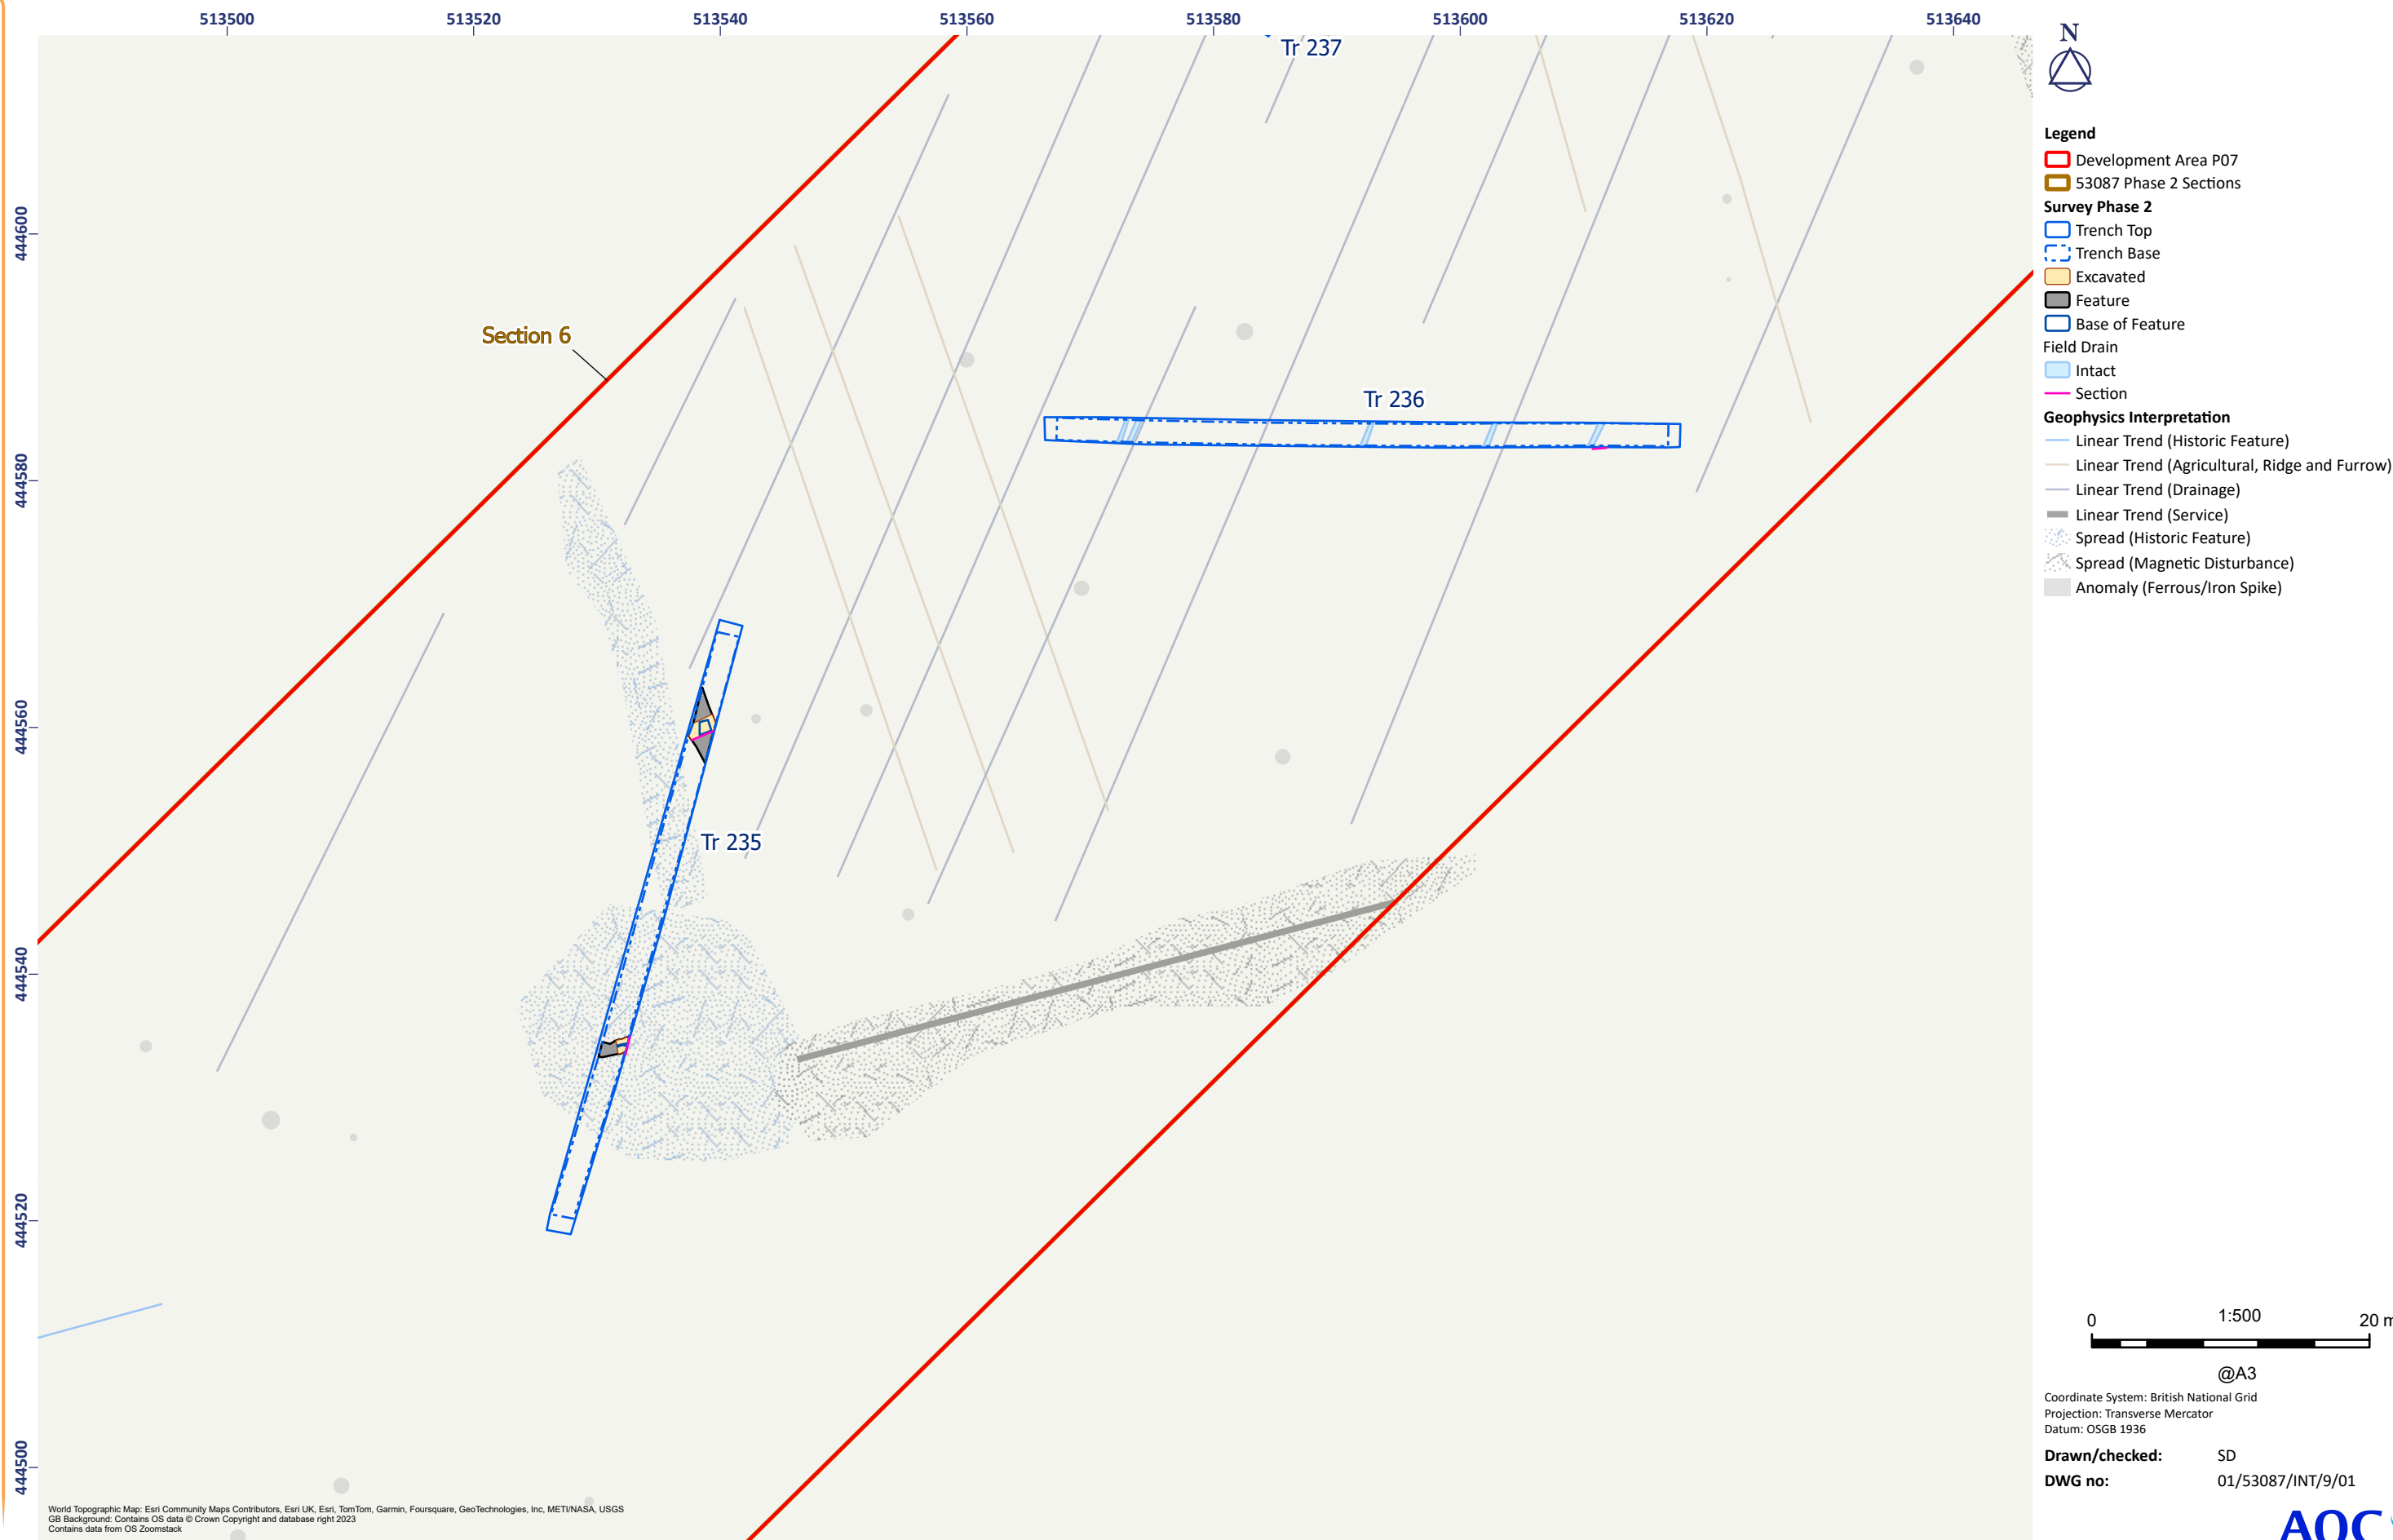 513500 513520 513540 513560 513580 513600 513620 513640
444600
444580
444560
444540
444520
444500
Tr 237
Section 6
Tr 236
Tr 235
N
Legend
Development Area P07
53087 Phase 2 Sections
Survey Phase 2
Trench Top
Trench Base
Excavated
Feature
Base of Feature
Field Drain
Intact
Section
Geophysics Interpretation
Linear Trend (Historic Feature)
Linear Trend (Agricultural, Ridge and Furrow)
Linear Trend (Drainage)
Linear Trend (Service)
Spread (Historic Feature)
Spread (Magnetic Disturbance)
Anomaly (Ferrous/Iron Spike)
0 1:500 20 m
@A3
Coordinate System: British National Grid
Projection: Transverse Mercator
Datum: OSGB 1936
Drawn/checked: SD
DWG no: 01/53087/INT/9/01
AOC
World Topographic Map: Esri Community Maps Contributors, Esri UK, Esri, TomTom, Garmin, Foursquare, GeoTechnologies, Inc, METI/NASA, USGS
GB Background: Contains OS data © Crown Copyright and database right 2023
Contains data from OS Zoomstack